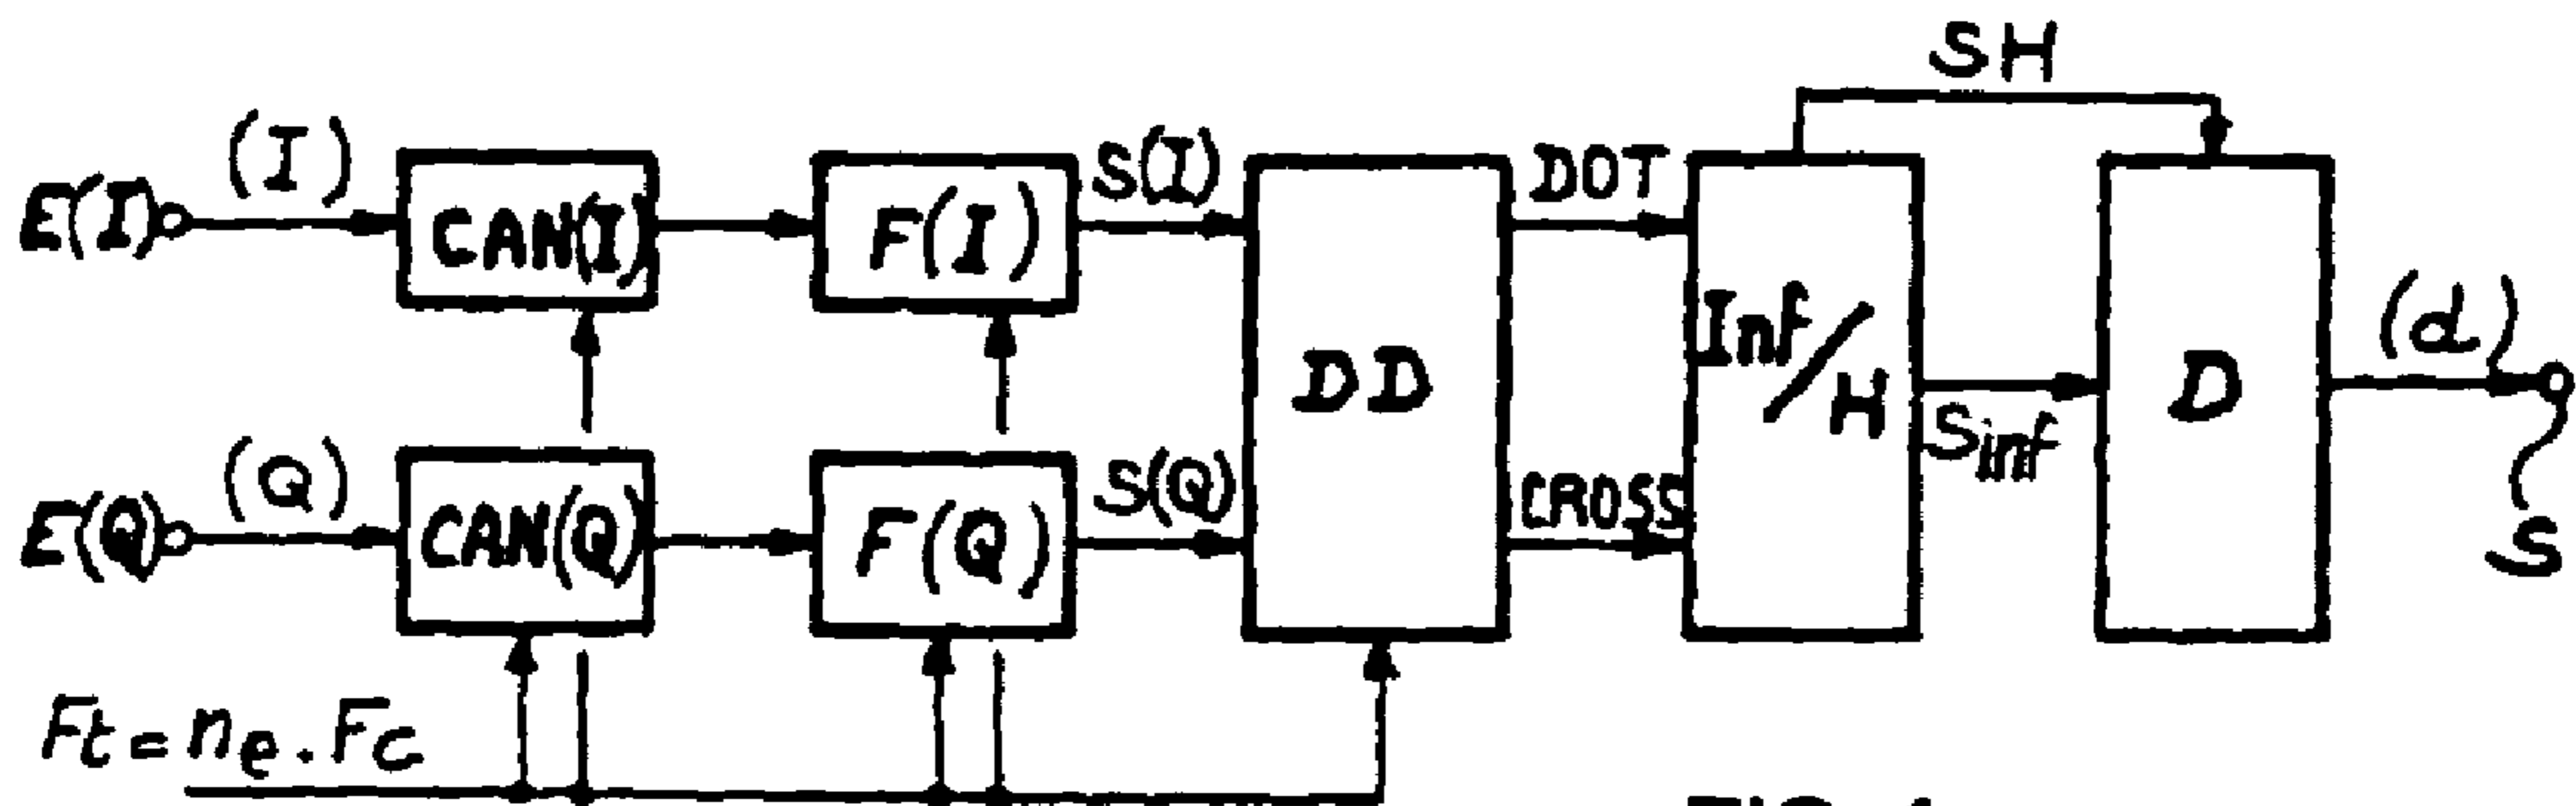 SH
(I) S(I) DOT
E(I) CAN(I) F(I)
Inf/H (d)
DD D
Sinf
(Q) S(Q) CROSS
E(Q) CAN(Q) F(Q) S
Ft = ne . Fc